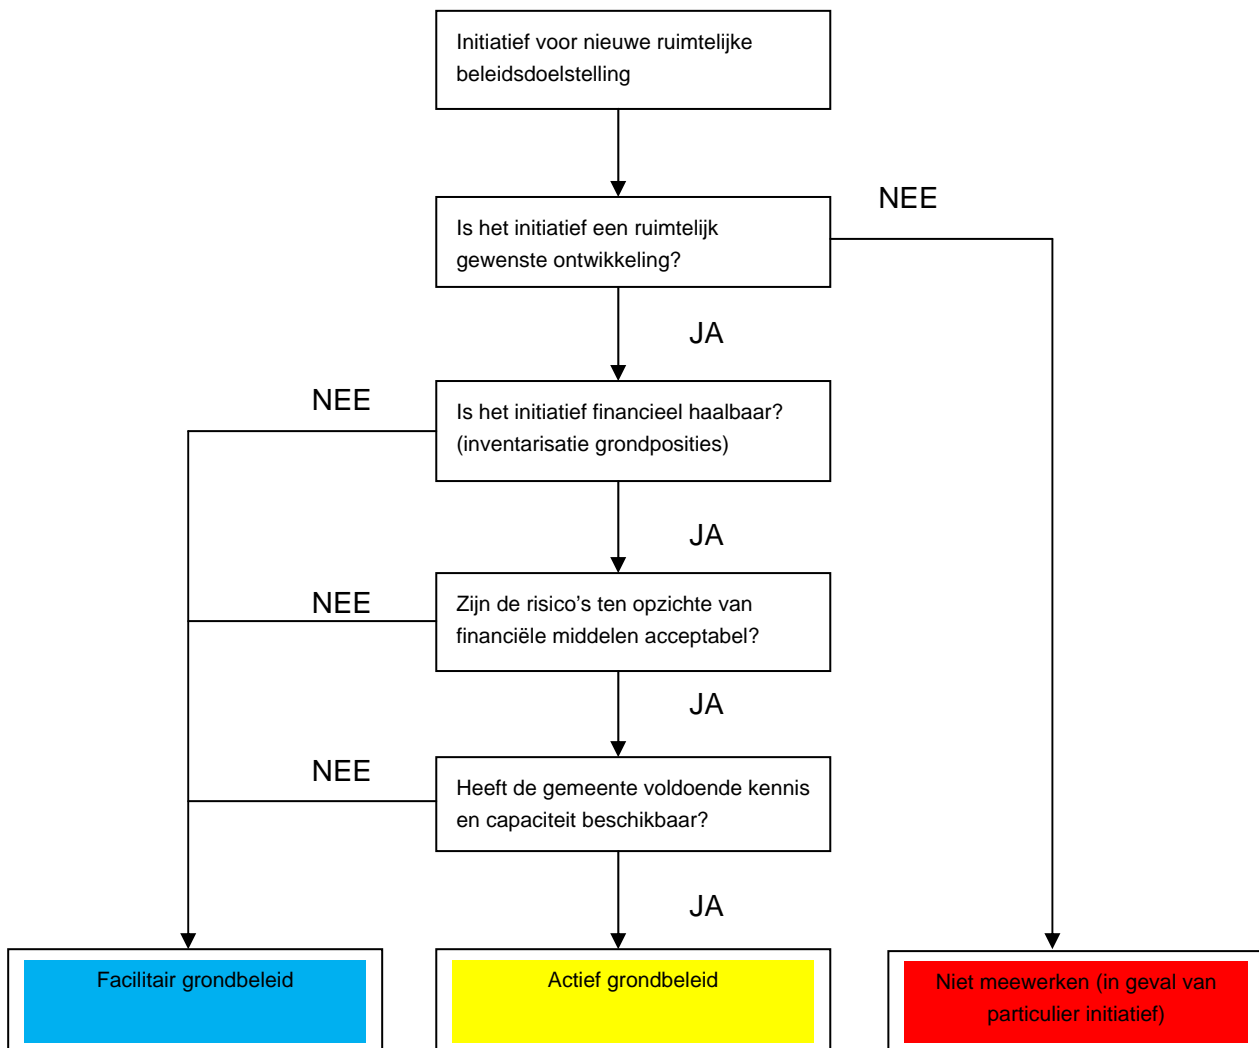 Initiatief voor nieuwe ruimtelijke
beleidsdoelstelling
NEE
Is het initiatief een ruimtelijk
gewenste ontwikkeling?
JA
NEE
Is het initiatief financieel haalbaar?
(inventarisatie grondposities)
JA
NEE
Zijn de risico's ten opzichte van
financiële middelen acceptabel?
JA
NEE
Heeft de gemeente voldoende kennis
en capaciteit beschikbaar?
JA
Facilitair grondbeleid
Actief grondbeleid
Niet meewerken (in geval van
particulier initiatief)